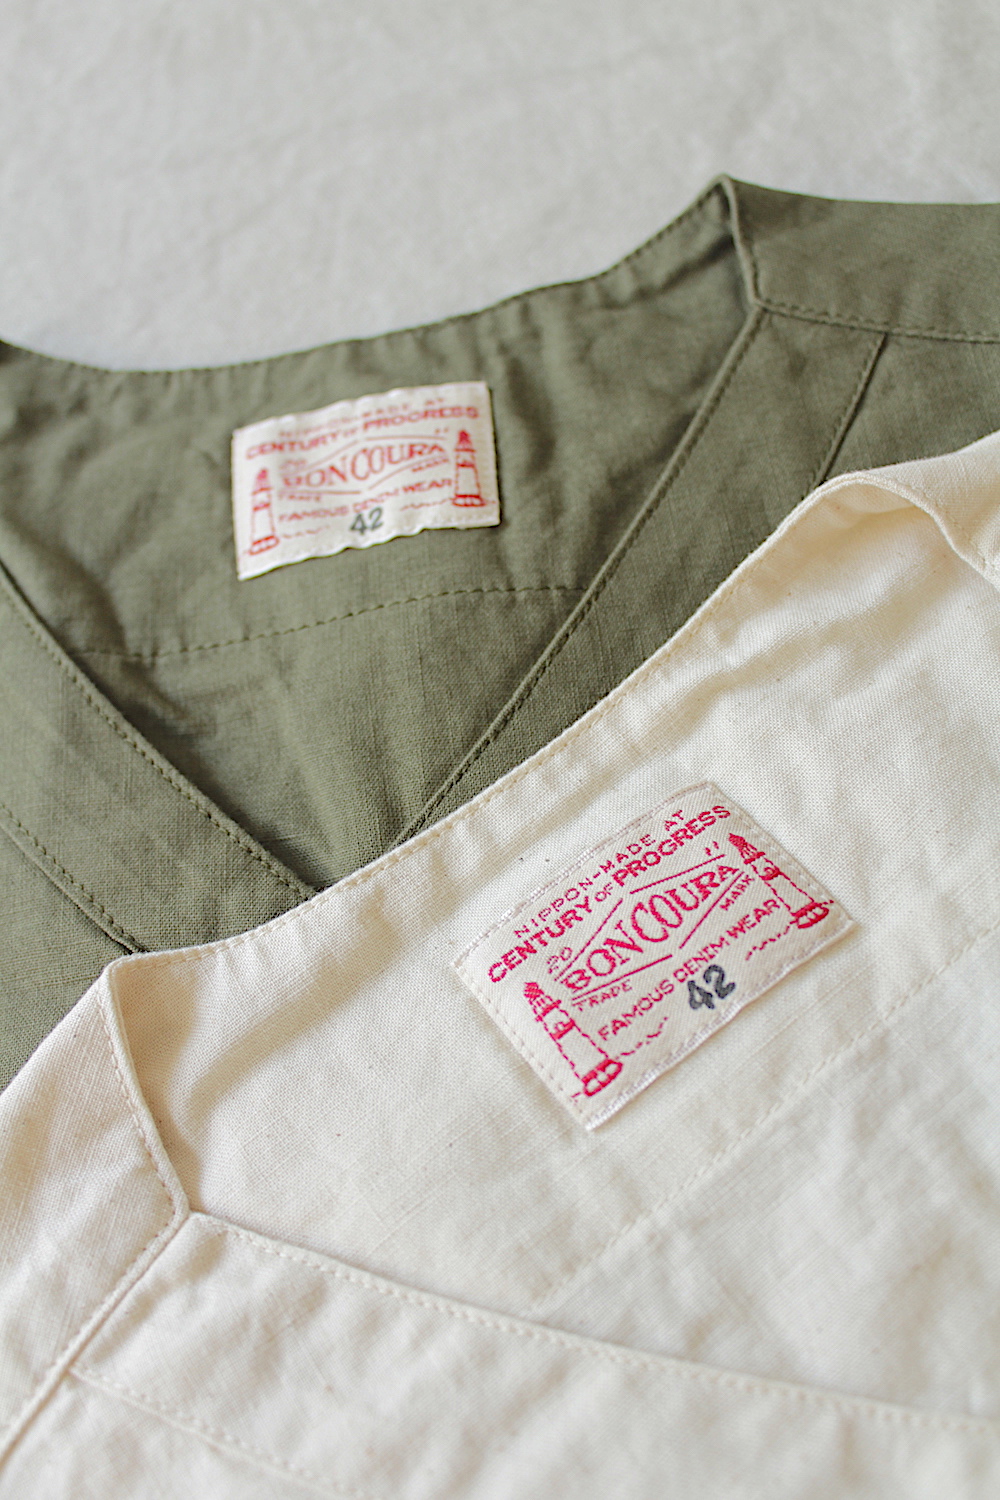 NIPPON-MADE AT
CENTURY OF PROGRESS
20 BONCOURA "
TRADE MARK
FAMOUS DENIM WEAR
42
NIPPON-MADE AT
CENTURY OF PROGRESS
20 BONCOURA "
TRADE MARK
FAMOUS DENIM WEAR
42